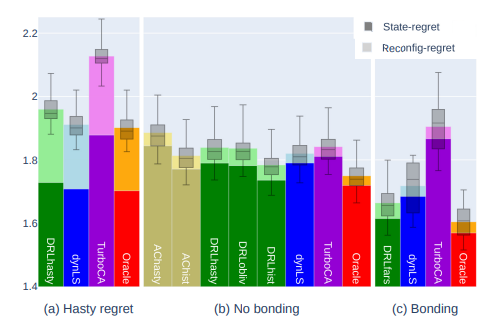 State-regret
Reconfig-regret
2.2
2
1.8
1.6
1.4
DRLhasty
dynLS
TurboCA
Oracle
AChasty
AChist
DRLhasty
DRLobliv
DRLhist
dynLS
TurboCA
Oracle
DRLfars
dynLS
TurboCA
Oracle
(a) Hasty regret
(b) No bonding
(c) Bonding